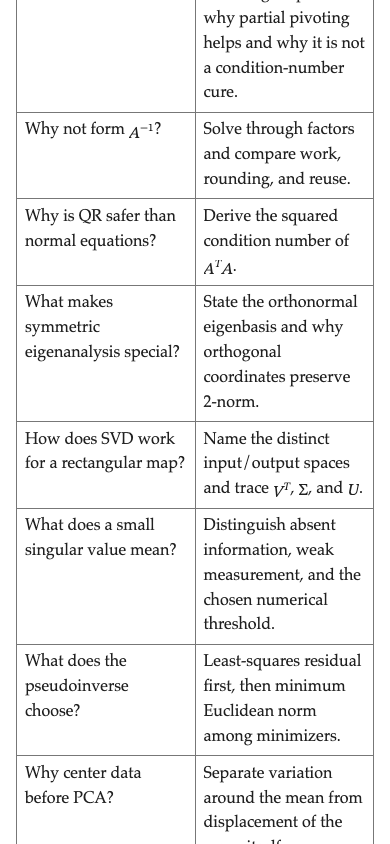 why partial pivoting
helps and why it is not
a condition-number
cure.
Why not form A⁻¹?
Solve through factors
and compare work,
rounding, and reuse.
Why is QR safer than
normal equations?
Derive the squared
condition number of
AᵀA.
What makes
symmetric
eigenanalysis special?
State the orthonormal
eigenbasis and why
orthogonal
coordinates preserve
2-norm.
How does SVD work
for a rectangular map?
Name the distinct
input/output spaces
and trace Vᵀ, Σ, and U.
What does a small
singular value mean?
Distinguish absent
information, weak
measurement, and the
chosen numerical
threshold.
What does the
pseudoinverse
choose?
Least-squares residual
first, then minimum
Euclidean norm
among minimizers.
Why center data
before PCA?
Separate variation
around the mean from
displacement of the